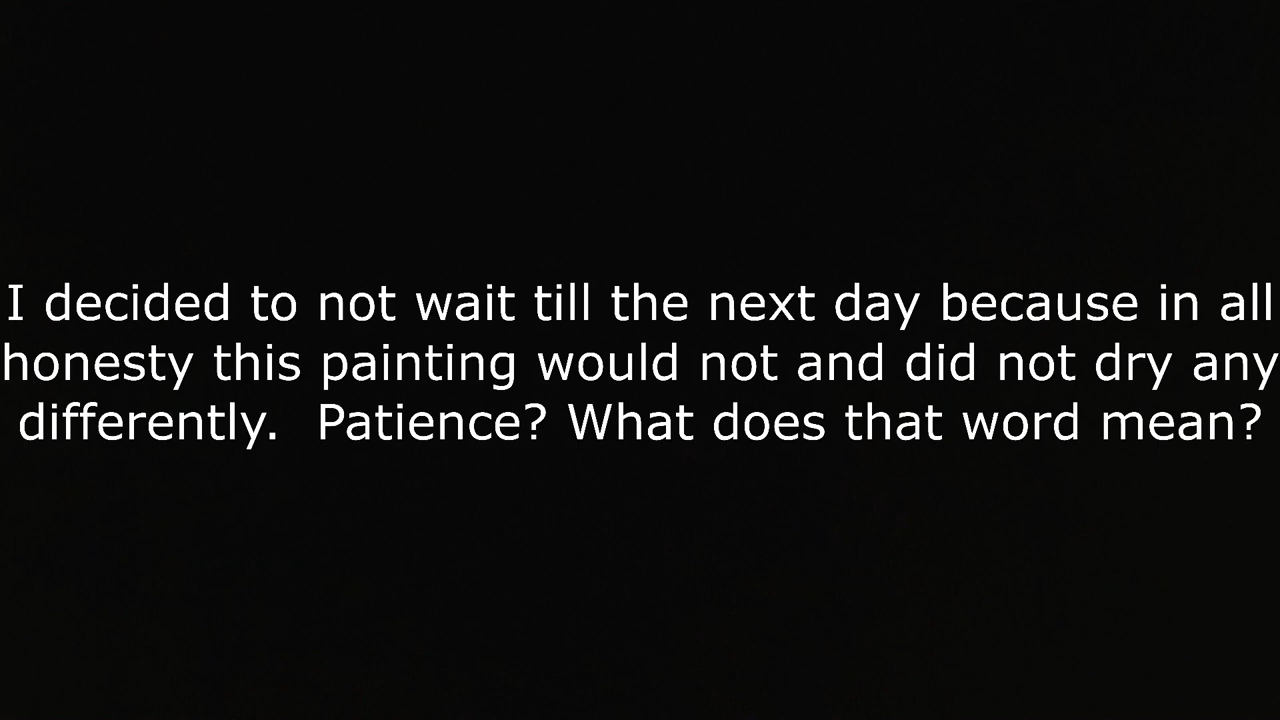 I decided to not wait till the next day because in all
honesty this painting would not and did not dry any
differently.  Patience? What does that word mean?